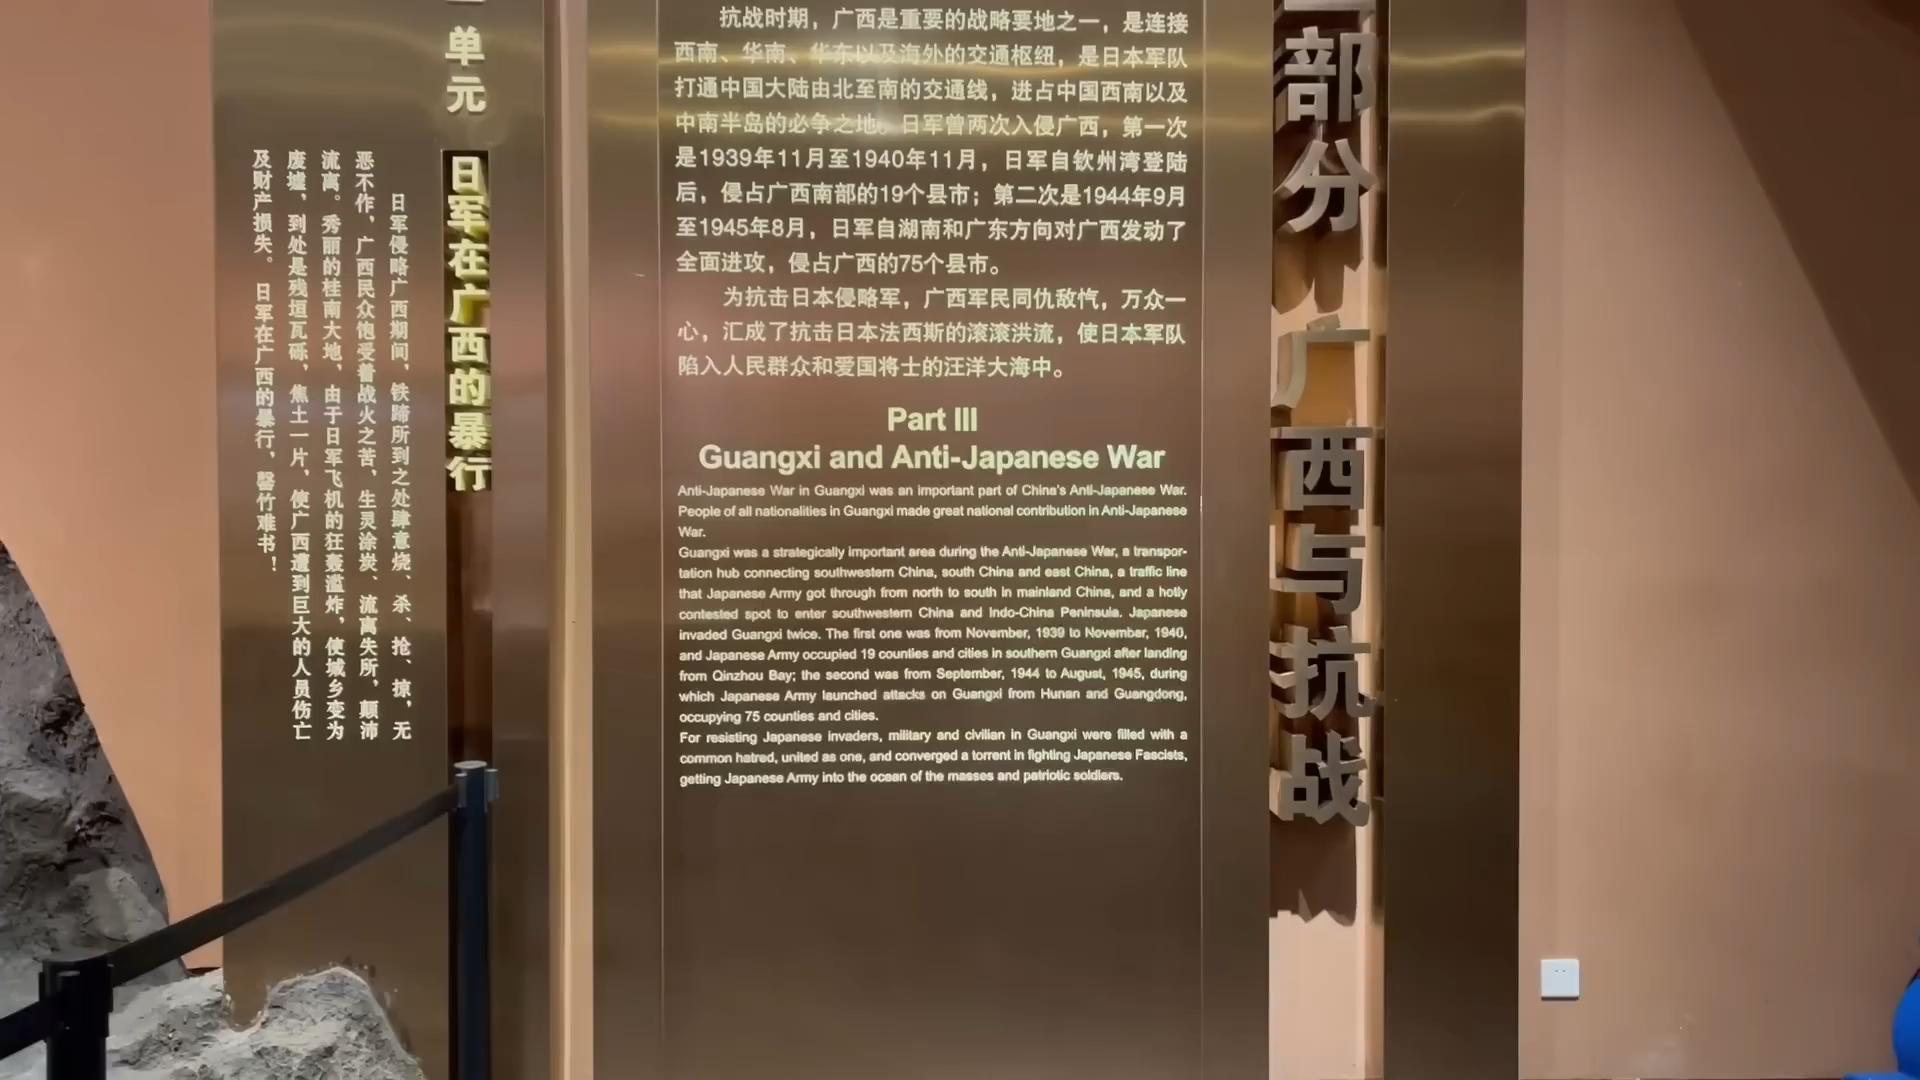 部分 广西与抗战
抗战时期，广西是重要的战略要地之一，是连接
西南、华南、华东以及海外的交通枢纽，是日本军队
打通中国大陆由北至南的交通线，进占中国西南以及
中南半岛的必争之地。日军曾两次入侵广西，第一次
是1939年11月至1940年11月，日军自钦州湾登陆
后，侵占广西南部的19个县市；第二次是1944年9月
至1945年8月，日军自湖南和广东方向对广西发动了
全面进攻，侵占广西的75个县市。
为抗击日本侵略军，广西军民同仇敌忾，万众一
心，汇成了抗击日本法西斯的滚滚洪流，使日本军队
陷入人民群众和爱国将士的汪洋大海中。
Part III
Guangxi and Anti-Japanese War
Anti-Japanese War in Guangxi was an important part of China's Anti-Japanese War.
People of all nationalities in Guangxi made great national contribution in Anti-Japanese
War.
Guangxi was a strategically important area during the Anti-Japanese War, a transpor-
tation hub connecting southwestern China, south China and east China, a traffic line
that Japanese Army got through from north to south in mainland China, and a hotly
contested spot to enter southwestern China and Indo-China Peninsula. Japanese
invaded Guangxi twice. The first one was from November, 1939 to November, 1940,
and Japanese Army occupied 19 counties and cities in southern Guangxi after landing
from Qinzhou Bay; the second was from September, 1944 to August, 1945, during
which Japanese Army launched attacks on Guangxi from Hunan and Guangdong,
occupying 75 counties and cities.
For resisting Japanese invaders, military and civilian in Guangxi were filled with a
common hatred, united as one, and converged a torrent in fighting Japanese Fascists,
getting Japanese Army into the ocean of the masses and patriotic soldiers.
单元 日军在广西的暴行
日军侵略广西期间，铁蹄所到之处肆意烧、杀、抢、掠，无
恶不作，广西民众饱受着战火之苦，生灵涂炭、流离失所，颠沛
流离。秀丽的桂南大地，由于日军飞机的狂轰滥炸，使城乡变为
废墟，到处是残垣瓦砾，焦土一片，使广西遭到巨大的人员伤亡
及财产损失。日军在广西的暴行，罄竹难书！